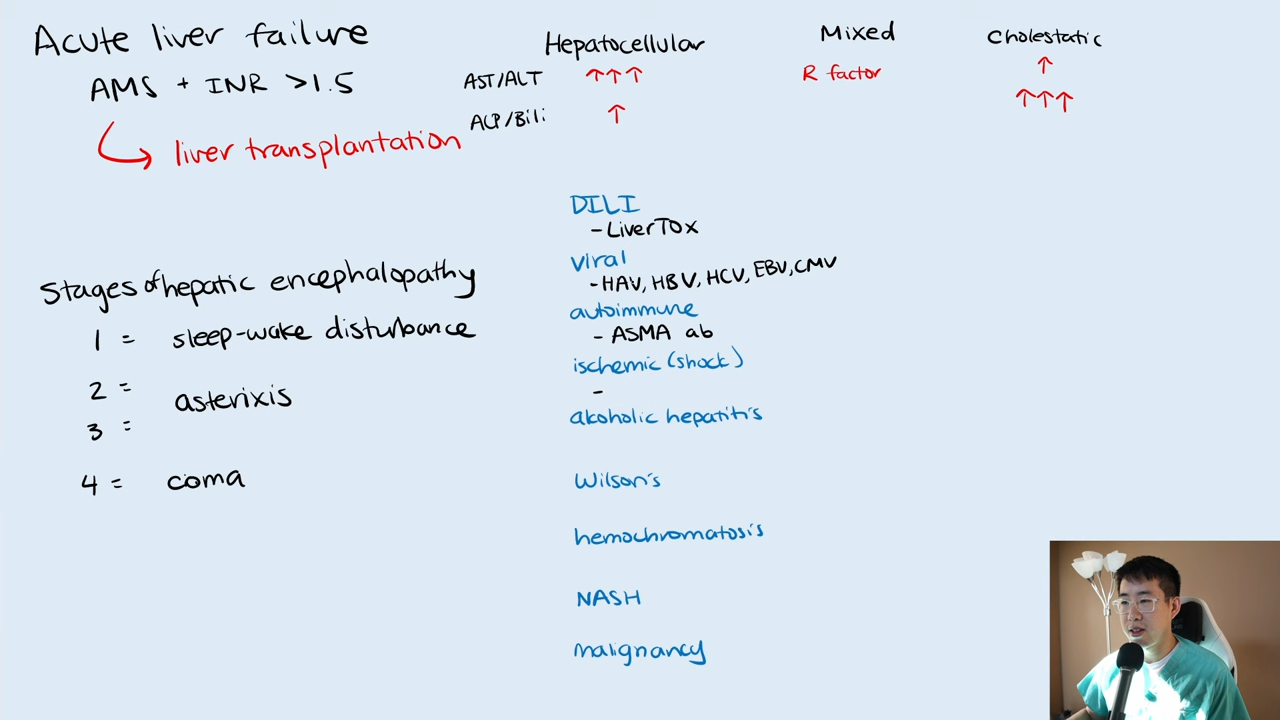 Acute liver failure
AMS + INR >1.5
liver transplantation
Stages of hepatic encephalopathy
1 = sleep-wake disturbance
2 =
asterixis
3 =
4 = coma
Hepatocellular
Mixed
Cholestatic
AST/ALT ↑↑↑
R factor
↑
ALP/Bili ↑
↑↑↑
DILI
- LiverTox
viral
- HAV, HBV, HCV, EBV, CMV
autoimmune
- ASMA ab
ischemic (shock)
-
alcoholic hepatitis
Wilson's
hemochromatosis
NASH
malignancy